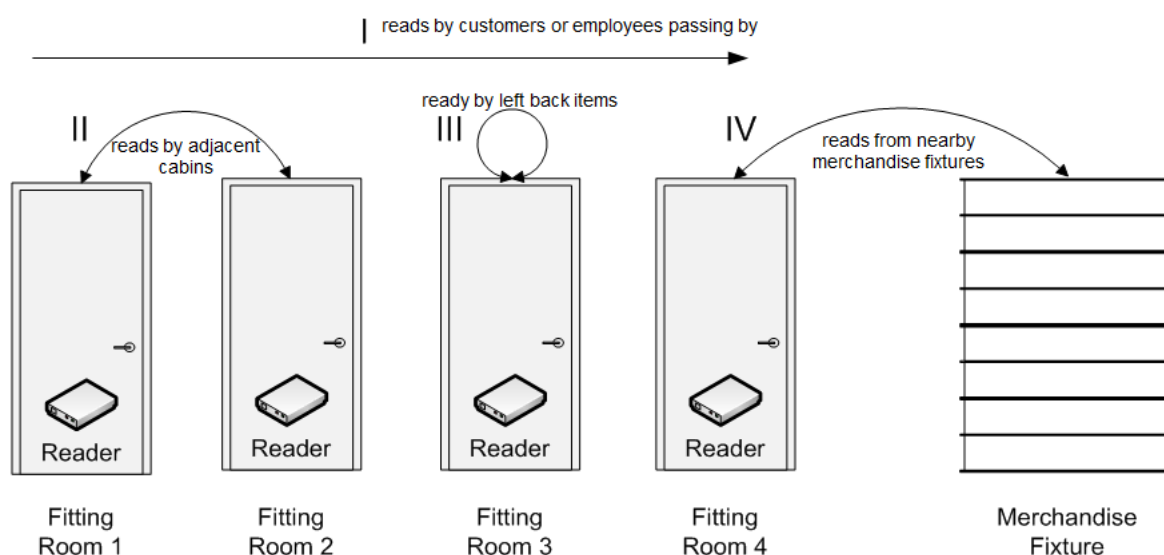 I reads by customers or employees passing by
II
reads by adjacent
cabins
III
ready by left back items
IV
reads from nearby
merchandise fixtures
Reader
Reader
Reader
Reader
Fitting
Room 1
Fitting
Room 2
Fitting
Room 3
Fitting
Room 4
Merchandise
Fixture